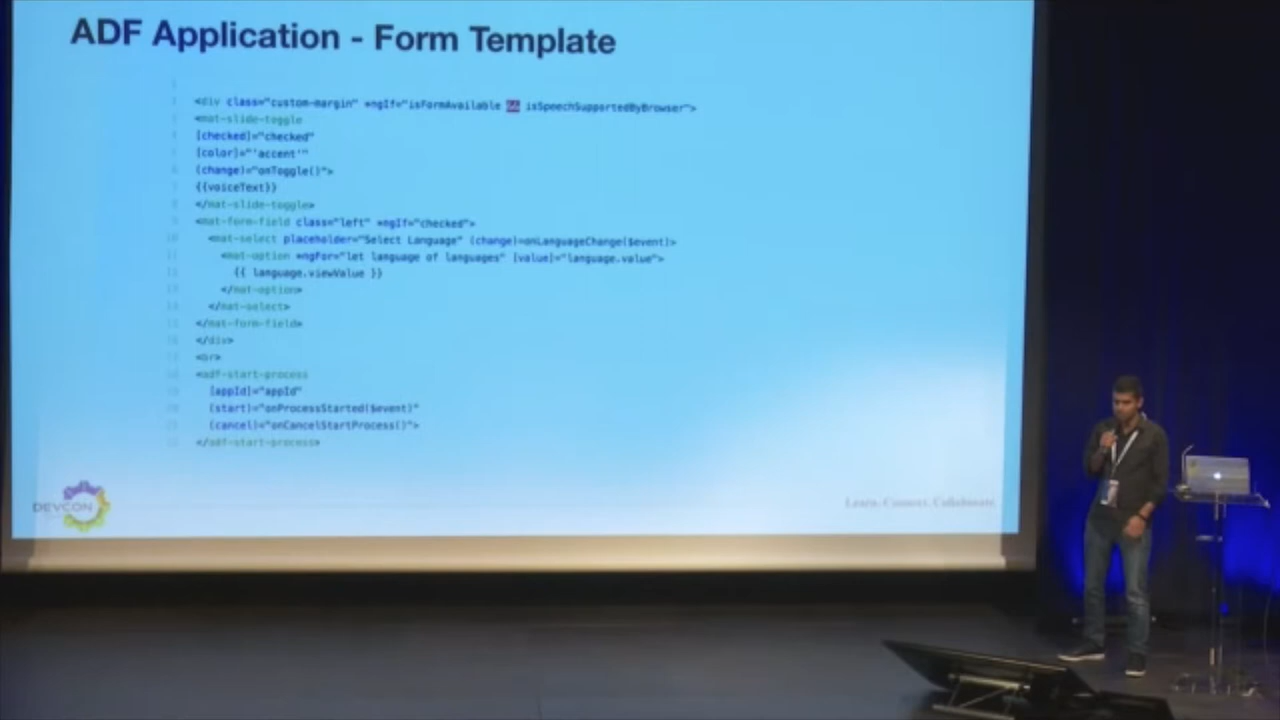 ADF Application - Form Template
<div class="custom-margin" *ngIf="isFormAvailable && isSpeechSupportedByBrowser">
<mat-slide-toggle
[checked]="checked"
[color]="'accent'"
(change)="onToggle()">
{{voiceText}}
</mat-slide-toggle>
<mat-form-field class="left" *ngIf="checked">
<mat-select placeholder="Select Language" (change)=onLanguageChange($event)>
<mat-option *ngFor="let language of languages" [value]="language.value">
{{ language.viewValue }}
</mat-option>
</mat-select>
</mat-form-field>
</div>
<br>
<adf-start-process
[appId]="appId"
(start)="onProcessStarted($event)"
(cancel)="onCancelStartProcess()">
</adf-start-process>
DEVCON
Learn. Connect. Collaborate